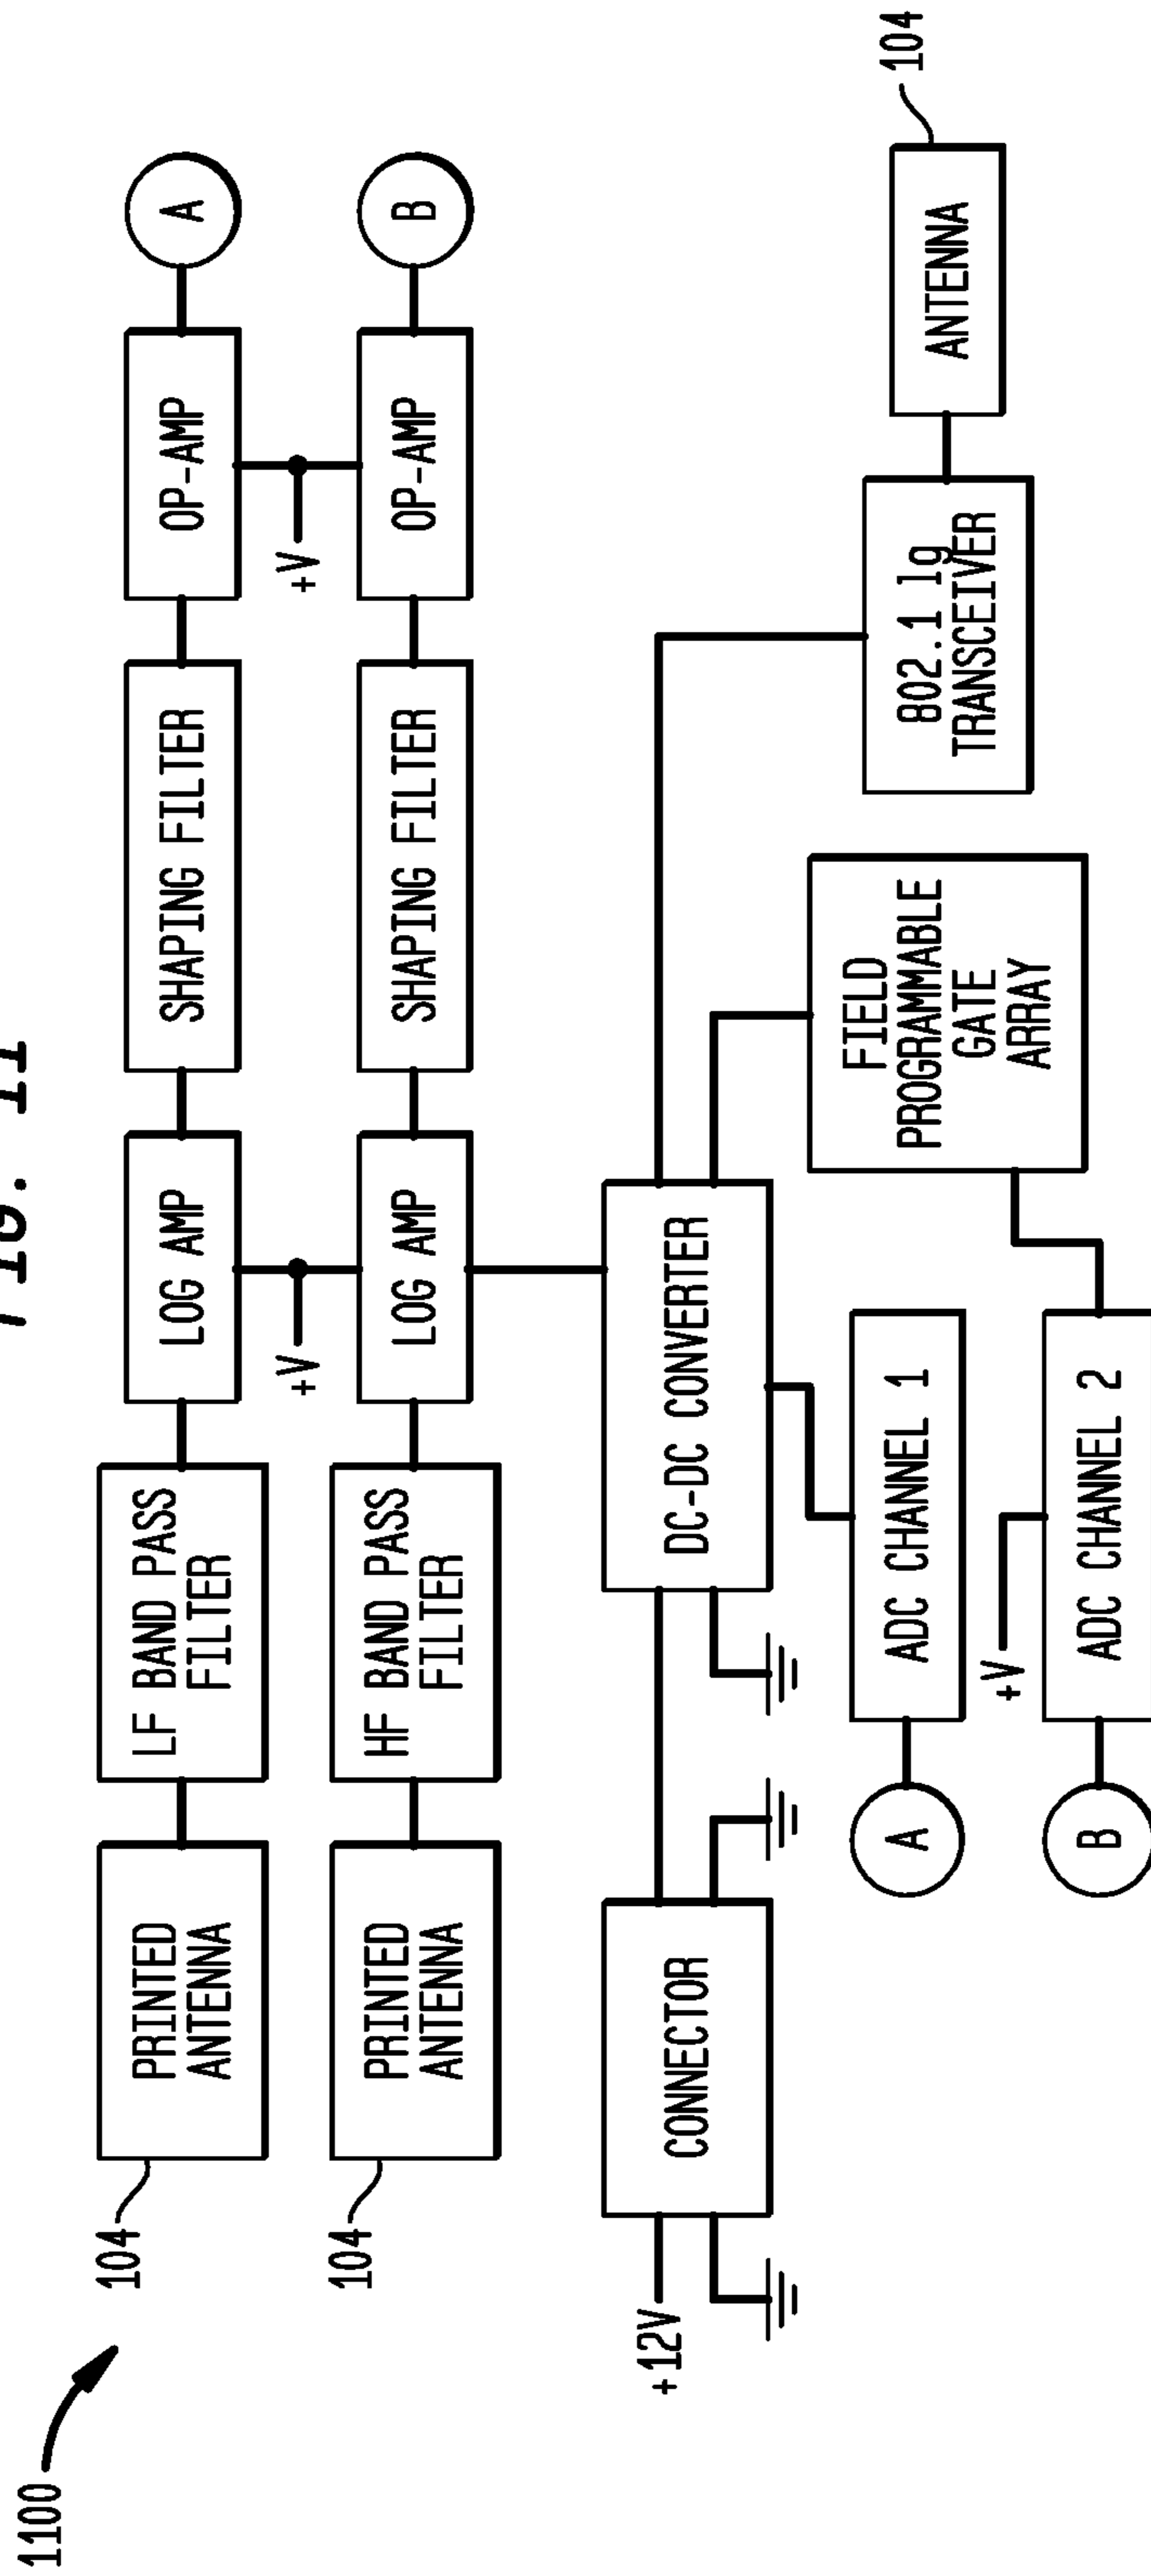 FIG. 11
1100
104
PRINTED
ANTENNA
LF BAND PASS
FILTER
LOG AMP
SHAPING FILTER
OP-AMP
A
+V
+V
104
PRINTED
ANTENNA
HF BAND PASS
FILTER
LOG AMP
SHAPING FILTER
OP-AMP
B
+12V
CONNECTOR
DC-DC CONVERTER
A
ADC CHANNEL 1
+V
B
ADC CHANNEL 2
FIELD
PROGRAMMABLE
GATE
ARRAY
802.1 1g
TRANSCEIVER
ANTENNA
104